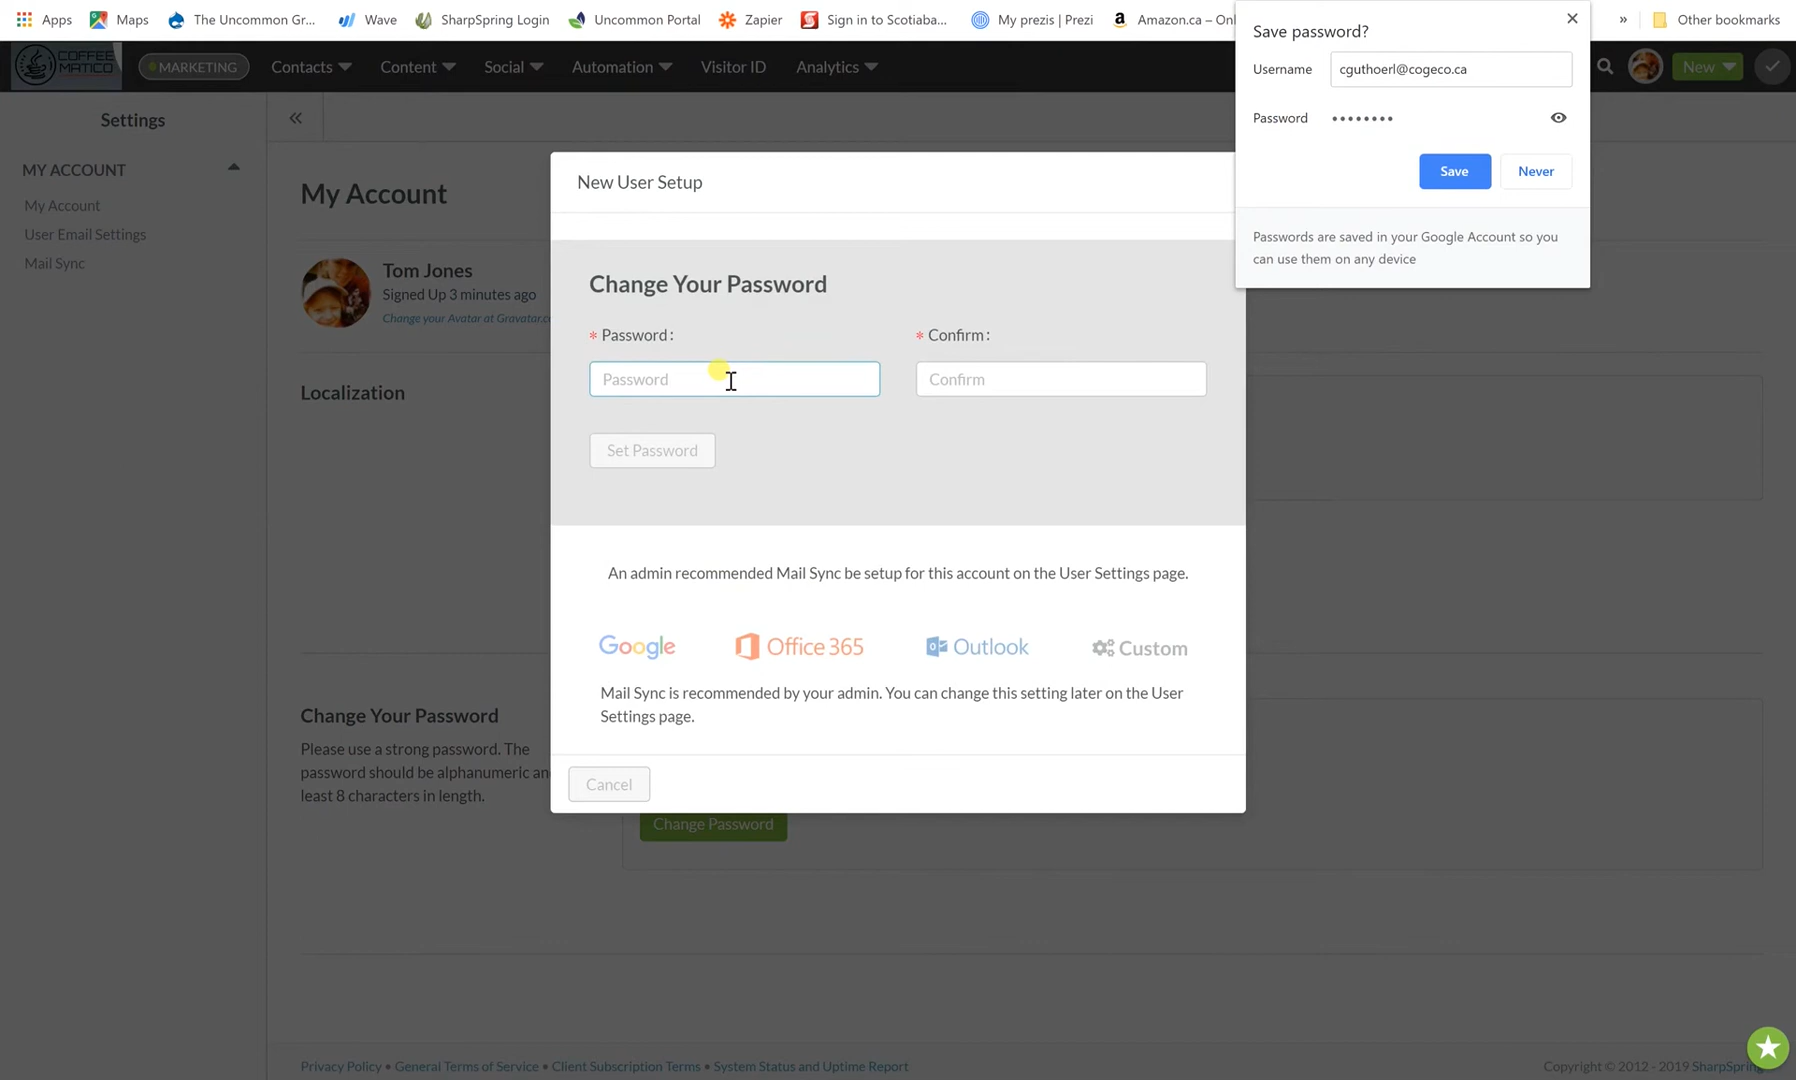 Apps
Maps
The Uncommon Gr...
Wave
SharpSpring Login
Uncommon Portal
Zapier
Sign in to Scotiaba...
My prezis | Prezi
Amazon.ca – Onl
»
Other bookmarks
COFFEE MATICO
MARKETING
Contacts
Content
Social
Automation
Visitor ID
Analytics
New
Save password?
Username
cguthoerl@cogeco.ca
Password
••••••••
Save
Never
Passwords are saved in your Google Account so you
can use them on any device
Settings
MY ACCOUNT
My Account
User Email Settings
Mail Sync
«
My Account
Tom Jones
Signed Up 3 minutes ago
Change your Avatar at Gravatar.c
Localization
Change Your Password
Please use a strong password. The
password should be alphanumeric an
least 8 characters in length.
Change Password
New User Setup
Change Your Password
* Password:
* Confirm:
Password
Confirm
Set Password
An admin recommended Mail Sync be setup for this account on the User Settings page.
Google
Office 365
Outlook
Custom
Mail Sync is recommended by your admin. You can change this setting later on the User
Settings page.
Cancel
Privacy Policy • General Terms of Service • Client Subscription Terms • System Status and Uptime Report
Copyright © 2012 - 2019 SharpSpring